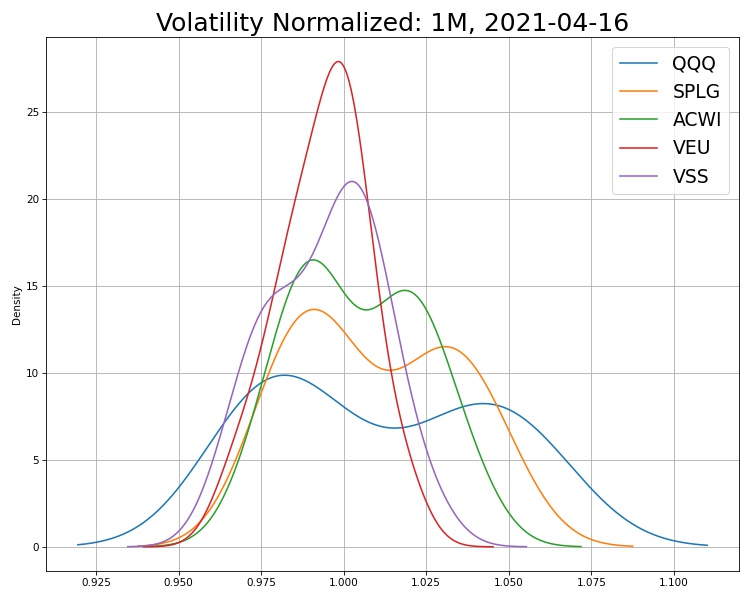 Volatility Normalized: 1M, 2021-04-16
QQQ
SPLG
ACWI
VEU
VSS
Density
25
20
15
10
5
0
0.925 0.950 0.975 1.000 1.025 1.050 1.075 1.100